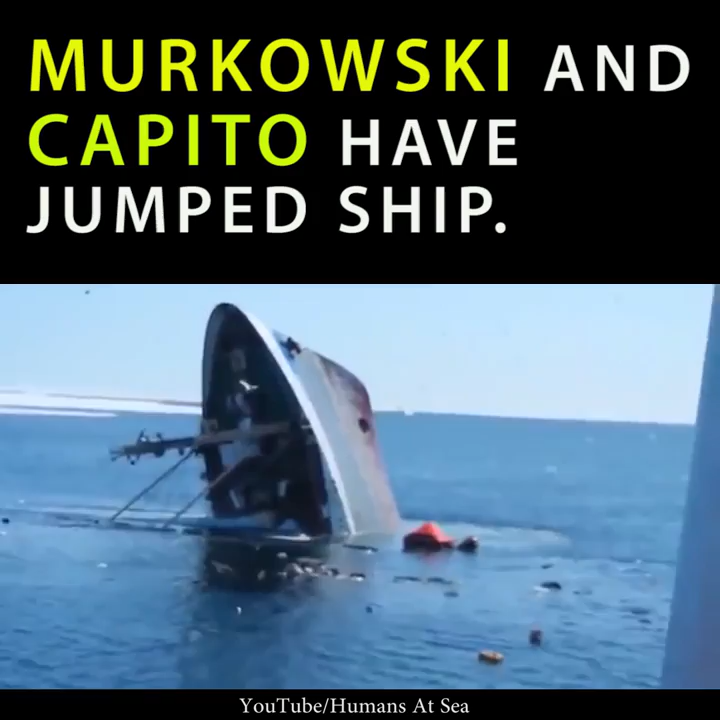 MURKOWSKI AND
CAPITO HAVE
JUMPED SHIP.
YouTube/Humans At Sea